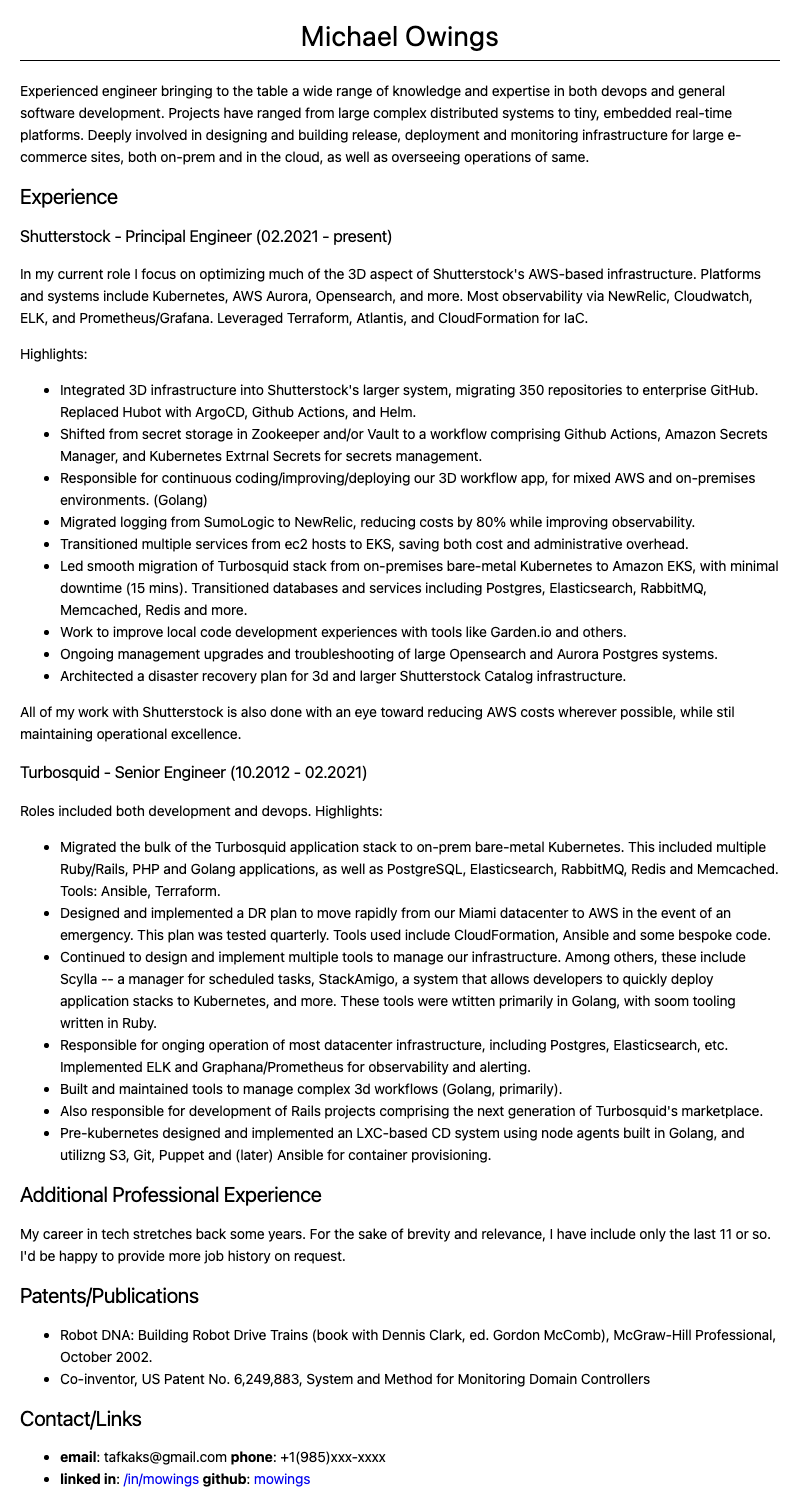 Michael Owings
Experienced engineer bringing to the table a wide range of knowledge and expertise in both devops and general
software development. Projects have ranged from large complex distributed systems to tiny, embedded real-time
platforms. Deeply involved in designing and building release, deployment and monitoring infrastructure for large e-
commerce sites, both on-prem and in the cloud, as well as overseeing operations of same.
Experience
Shutterstock - Principal Engineer (02.2021 - present)
In my current role I focus on optimizing much of the 3D aspect of Shutterstock's AWS-based infrastructure. Platforms
and systems include Kubernetes, AWS Aurora, Opensearch, and more. Most observability via NewRelic, Cloudwatch,
ELK, and Prometheus/Grafana. Leveraged Terraform, Atlantis, and CloudFormation for IaC.
Highlights:
• Integrated 3D infrastructure into Shutterstock's larger system, migrating 350 repositories to enterprise GitHub.
Replaced Hubot with ArgoCD, Github Actions, and Helm.
• Shifted from secret storage in Zookeeper and/or Vault to a workflow comprising Github Actions, Amazon Secrets
Manager, and Kubernetes Extrnal Secrets for secrets management.
• Responsible for continuous coding/improving/deploying our 3D workflow app, for mixed AWS and on-premises
environments. (Golang)
• Migrated logging from SumoLogic to NewRelic, reducing costs by 80% while improving observability.
• Transitioned multiple services from ec2 hosts to EKS, saving both cost and administrative overhead.
• Led smooth migration of Turbosquid stack from on-premises bare-metal Kubernetes to Amazon EKS, with minimal
downtime (15 mins). Transitioned databases and services including Postgres, Elasticsearch, RabbitMQ,
Memcached, Redis and more.
• Work to improve local code development experiences with tools like Garden.io and others.
• Ongoing management upgrades and troubleshooting of large Opensearch and Aurora Postgres systems.
• Architected a disaster recovery plan for 3d and larger Shutterstock Catalog infrastructure.
All of my work with Shutterstock is also done with an eye toward reducing AWS costs wherever possible, while stil
maintaining operational excellence.
Turbosquid - Senior Engineer (10.2012 - 02.2021)
Roles included both development and devops. Highlights:
• Migrated the bulk of the Turbosquid application stack to on-prem bare-metal Kubernetes. This included multiple
Ruby/Rails, PHP and Golang applications, as well as PostgreSQL, Elasticsearch, RabbitMQ, Redis and Memcached.
Tools: Ansible, Terraform.
• Designed and implemented a DR plan to move rapidly from our Miami datacenter to AWS in the event of an
emergency. This plan was tested quarterly. Tools used include CloudFormation, Ansible and some bespoke code.
• Continued to design and implement multiple tools to manage our infrastructure. Among others, these include
Scylla -- a manager for scheduled tasks, StackAmigo, a system that allows developers to quickly deploy
application stacks to Kubernetes, and more. These tools were wtitten primarily in Golang, with soom tooling
written in Ruby.
• Responsible for onging operation of most datacenter infrastructure, including Postgres, Elasticsearch, etc.
Implemented ELK and Graphana/Prometheus for observability and alerting.
• Built and maintained tools to manage complex 3d workflows (Golang, primarily).
• Also responsible for development of Rails projects comprising the next generation of Turbosquid's marketplace.
• Pre-kubernetes designed and implemented an LXC-based CD system using node agents built in Golang, and
utilizng S3, Git, Puppet and (later) Ansible for container provisioning.
Additional Professional Experience
My career in tech stretches back some years. For the sake of brevity and relevance, I have include only the last 11 or so.
I'd be happy to provide more job history on request.
Patents/Publications
• Robot DNA: Building Robot Drive Trains (book with Dennis Clark, ed. Gordon McComb), McGraw-Hill Professional,
October 2002.
• Co-inventor, US Patent No. 6,249,883, System and Method for Monitoring Domain Controllers
Contact/Links
• email: tafkaks@gmail.com phone: +1(985)xxx-xxxx
• linked in: /in/mowings github: mowings